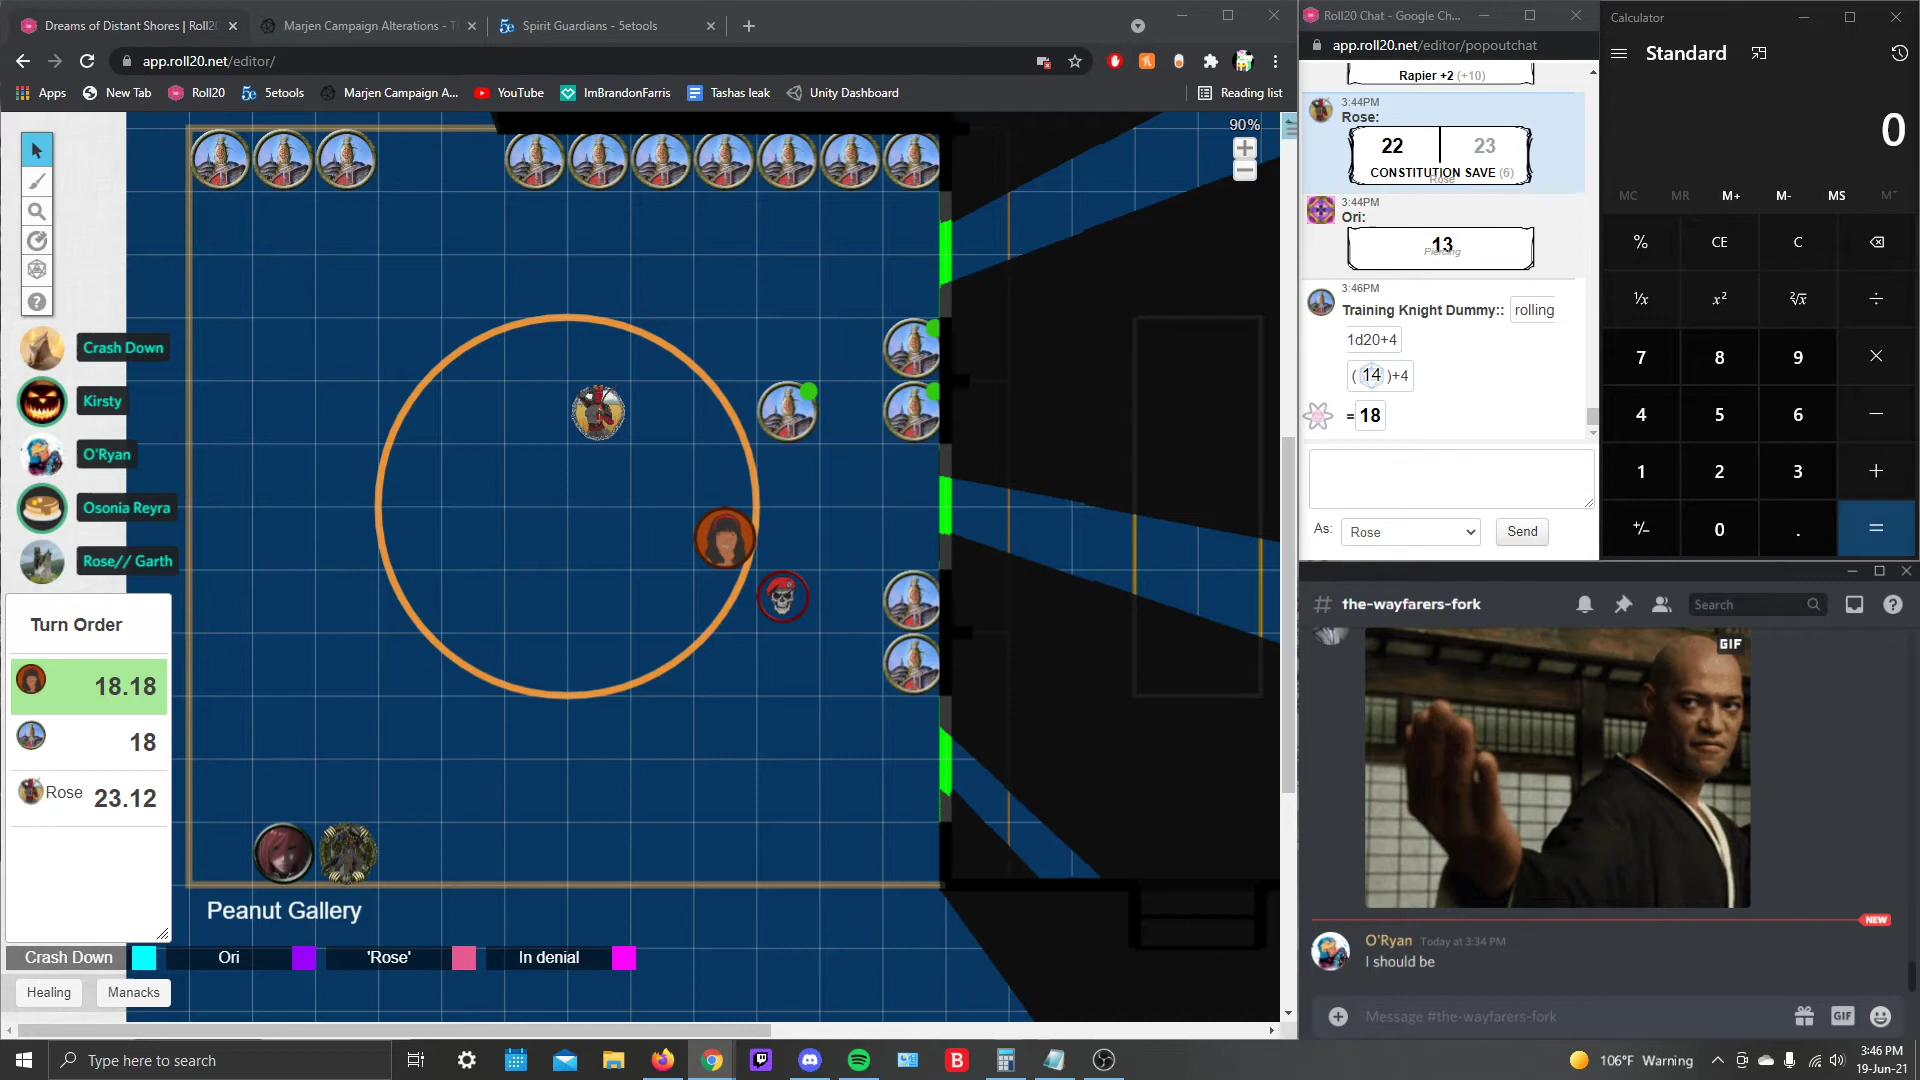 Dreams of Distant Shores | Roll20
Marjen Campaign Alterations - T
Spirit Guardians - 5etools
app.roll20.net/editor/
Apps
New Tab
Roll20
5etools
Marjen Campaign A...
YouTube
ImBrandonFarris
Tashas leak
Unity Dashboard
Reading list
90%
Crash Down
Kirsty
O'Ryan
Osonia Reyra
Rose// Garth
Turn Order
18.18
18
Rose 23.12
Peanut Gallery
Crash Down
Ori
'Rose'
In denial
Healing
Manacks
Roll20 Chat - Google Ch...
app.roll20.net/editor/popoutchat
Rapier +2 (+10)
3:44PM
Rose:
22 23
CONSTITUTION SAVE (6)
Rose
3:44PM
Ori:
13
Piercing
3:46PM
Training Knight Dummy:: rolling
1d20+4
(14)+4
=18
As: Rose
Send
Calculator
Standard
0
MC MR M+ M- MS M˅
% CE C
¹/x x² ²√x ÷
7 8 9 ×
4 5 6 −
1 2 3 +
+/- 0 . =
# the-wayfarers-fork
Search
GIF
NEW
O'Ryan Today at 3:34 PM
I should be
Message #the-wayfarers-fork
GIF
Type here to search
106°F Warning
3:46 PM
19-Jun-21